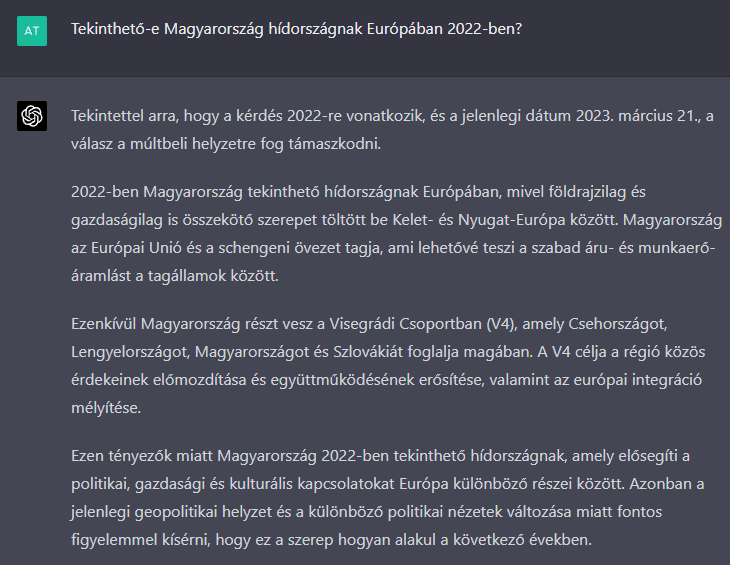 AT
Tekinthető-e Magyarország hídországnak Európában 2022-ben?
Tekintettel arra, hogy a kérdés 2022-re vonatkozik, és a jelenlegi dátum 2023. március 21., a
válasz a múltbeli helyzetre fog támaszkodni.
2022-ben Magyarország tekinthető hídországnak Európában, mivel földrajzilag és
gazdaságilag is összekötő szerepet töltött be Kelet- és Nyugat-Európa között. Magyarország
az Európai Unió és a schengeni övezet tagja, ami lehetővé teszi a szabad áru- és munkaerő-
áramlást a tagállamok között.
Ezenkívül Magyarország részt vesz a Visegrádi Csoportban (V4), amely Csehországot,
Lengyelországot, Magyarországot és Szlovákiát foglalja magában. A V4 célja a régió közös
érdekeinek előmozdítása és együttműködésének erősítése, valamint az európai integráció
mélyítése.
Ezen tényezők miatt Magyarország 2022-ben tekinthető hídországnak, amely elősegíti a
politikai, gazdasági és kulturális kapcsolatokat Európa különböző részei között. Azonban a
jelenlegi geopolitikai helyzet és a különböző politikai nézetek változása miatt fontos
figyelemmel kísérni, hogy ez a szerep hogyan alakul a következő években.